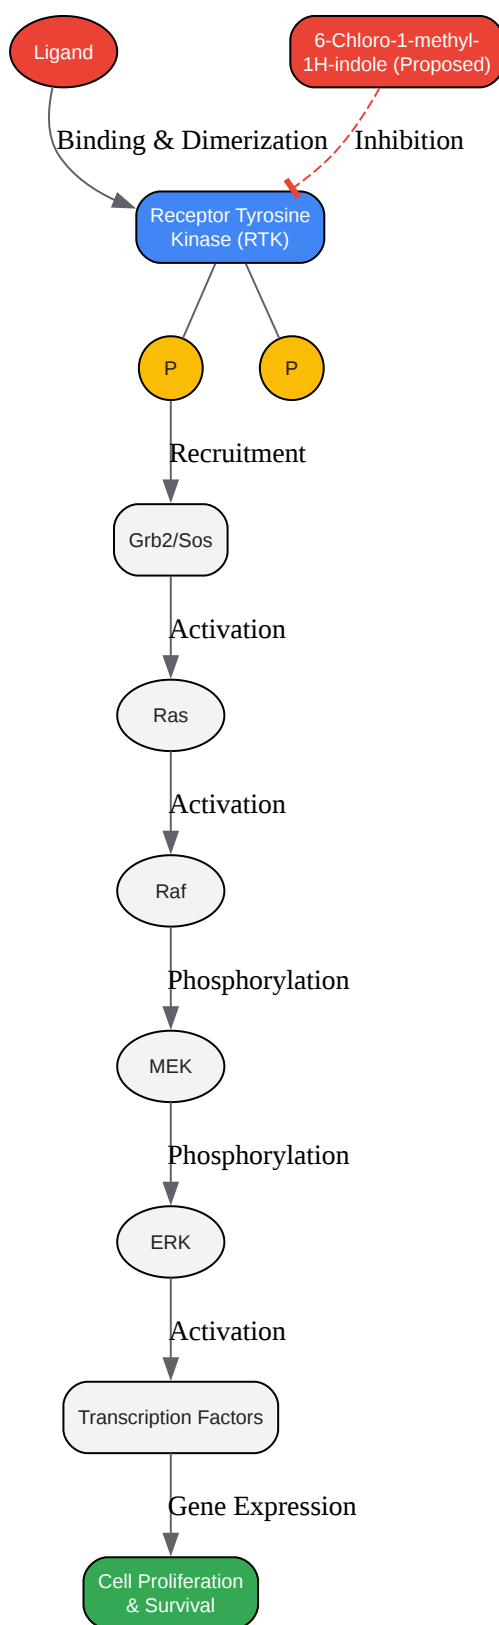 Ligand
6-Chloro-1-methyl-
1H-indole (Proposed)
Binding & Dimerization
Inhibition
Receptor Tyrosine
Kinase (RTK)
P
P
Recruitment
Grb2/Sos
Activation
Ras
Activation
Raf
Phosphorylation
MEK
Phosphorylation
ERK
Activation
Transcription Factors
Gene Expression
Cell Proliferation
& Survival